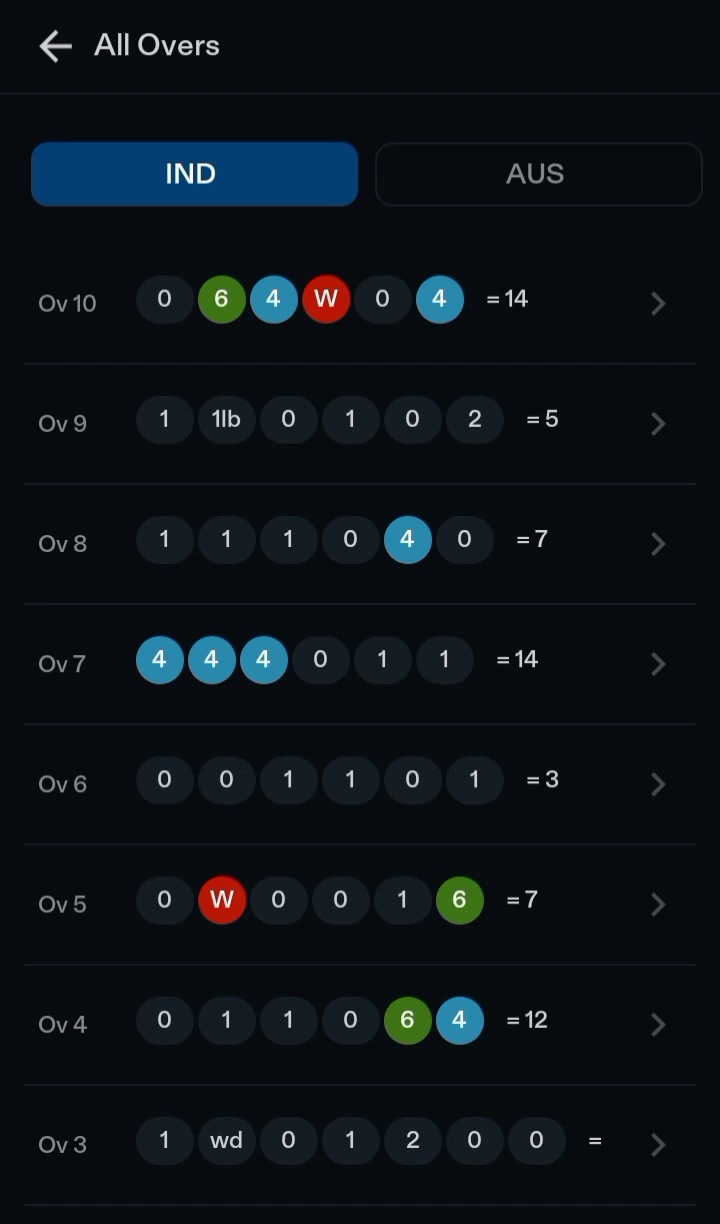 All Overs
IND AUS
Ov 10 0 6 4 W 0 4 = 14
Ov 9 1 1lb 0 1 0 2 = 5
Ov 8 1 1 1 0 4 0 = 7
Ov 7 4 4 4 0 1 1 = 14
Ov 6 0 0 1 1 0 1 = 3
Ov 5 0 W 0 0 1 6 = 7
Ov 4 0 1 1 0 6 4 = 12
Ov 3 1 wd 0 1 2 0 0 =